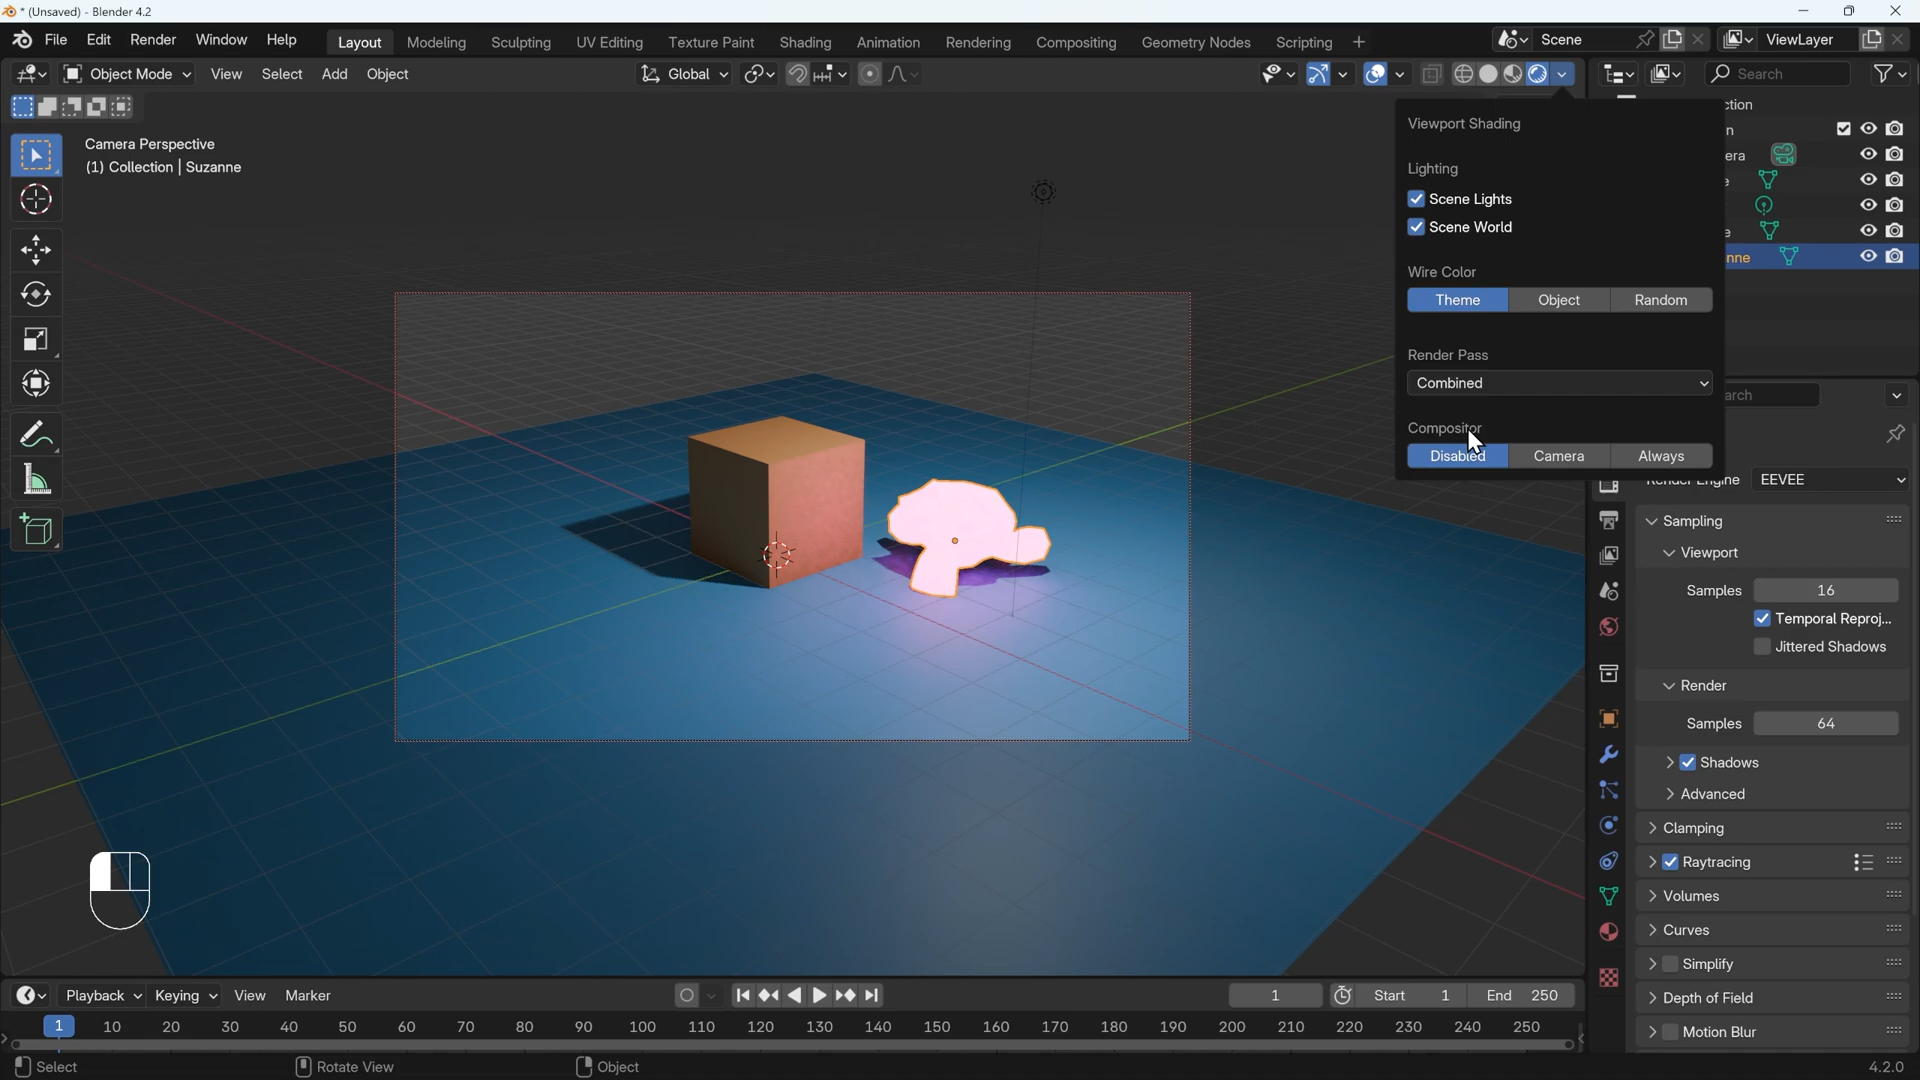 * (Unsaved) - Blender 4.2
File Edit Render Window Help
Layout Modeling Sculpting UV Editing Texture Paint Shading Animation Rendering Compositing Geometry Nodes Scripting +
Scene
ViewLayer
Object Mode View Select Add Object
Global
Search
Camera Perspective
(1) Collection | Suzanne
Viewport Shading
Lighting
Scene Lights
Scene World
Wire Color
Theme Object Random
Render Pass
Combined
Compositor
Disabled Camera Always
ction
n
era
e
e
nne
arch
Render Engine EEVEE
Sampling
Viewport
Samples 16
Temporal Reproj...
Jittered Shadows
Render
Samples 64
Shadows
Advanced
Clamping
Raytracing
Volumes
Curves
Simplify
Depth of Field
Motion Blur
Playback Keying View Marker
1
Start 1
End 250
1 10 20 30 40 50 60 70 80 90 100 110 120 130 140 150 160 170 180 190 200 210 220 230 240 250
Select
Rotate View
Object
4.2.0